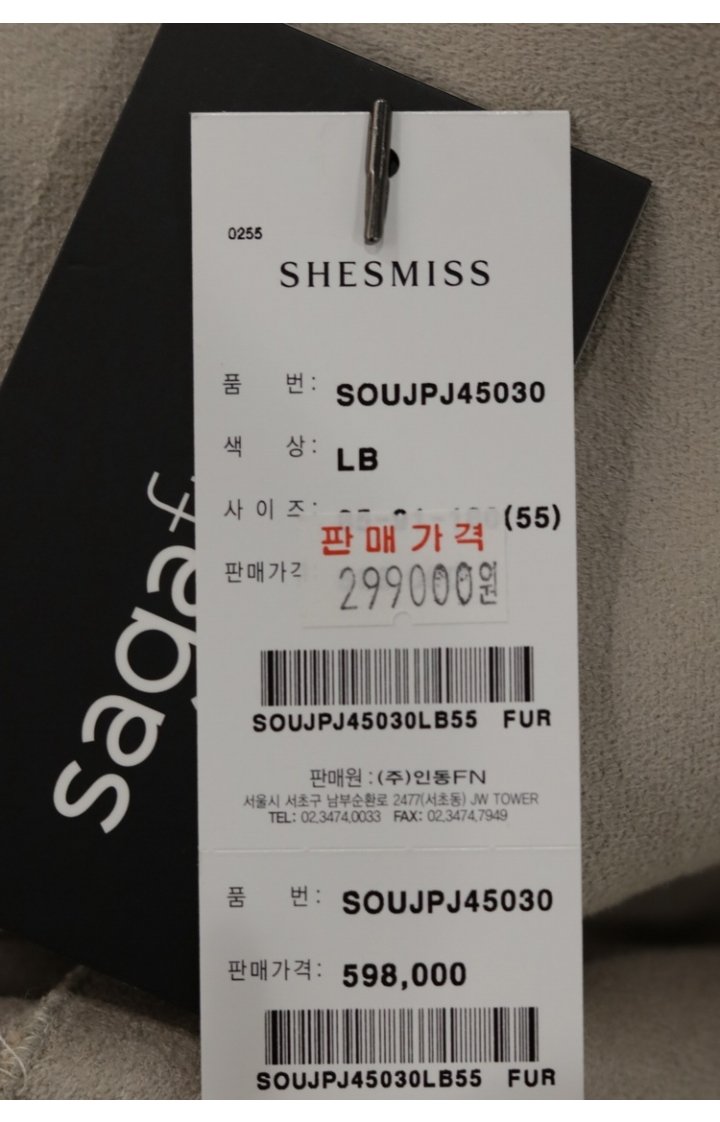 0255
SHESMISS
품 번: SOUJPJ45030
색 상: LB
사이즈: (55)
판매가격
판매가격
299000원
SOUJPJ45030LB55 FUR
판매원 : (주)인동FN
서울시 서초구 남부순환로 2477(서초동) JW TOWER
TEL: 02.3474.0033 FAX: 02.3474.7949
품 번: SOUJPJ45030
판매가격: 598,000
SOUJPJ45030LB55 FUR
saga